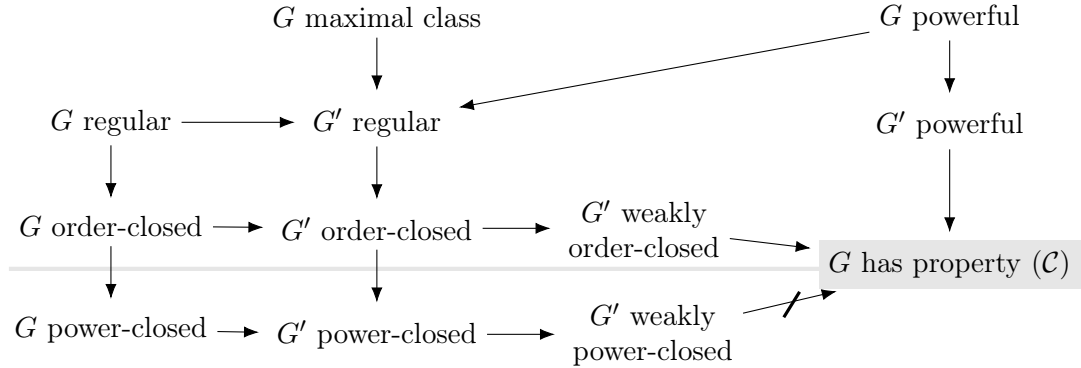 G maximal class
G powerful
G regular
G′ regular
G′ powerful
G order-closed
G′ order-closed
G′ weakly
order-closed
G has property (𝒞)
G power-closed
G′ power-closed
G′ weakly
power-closed